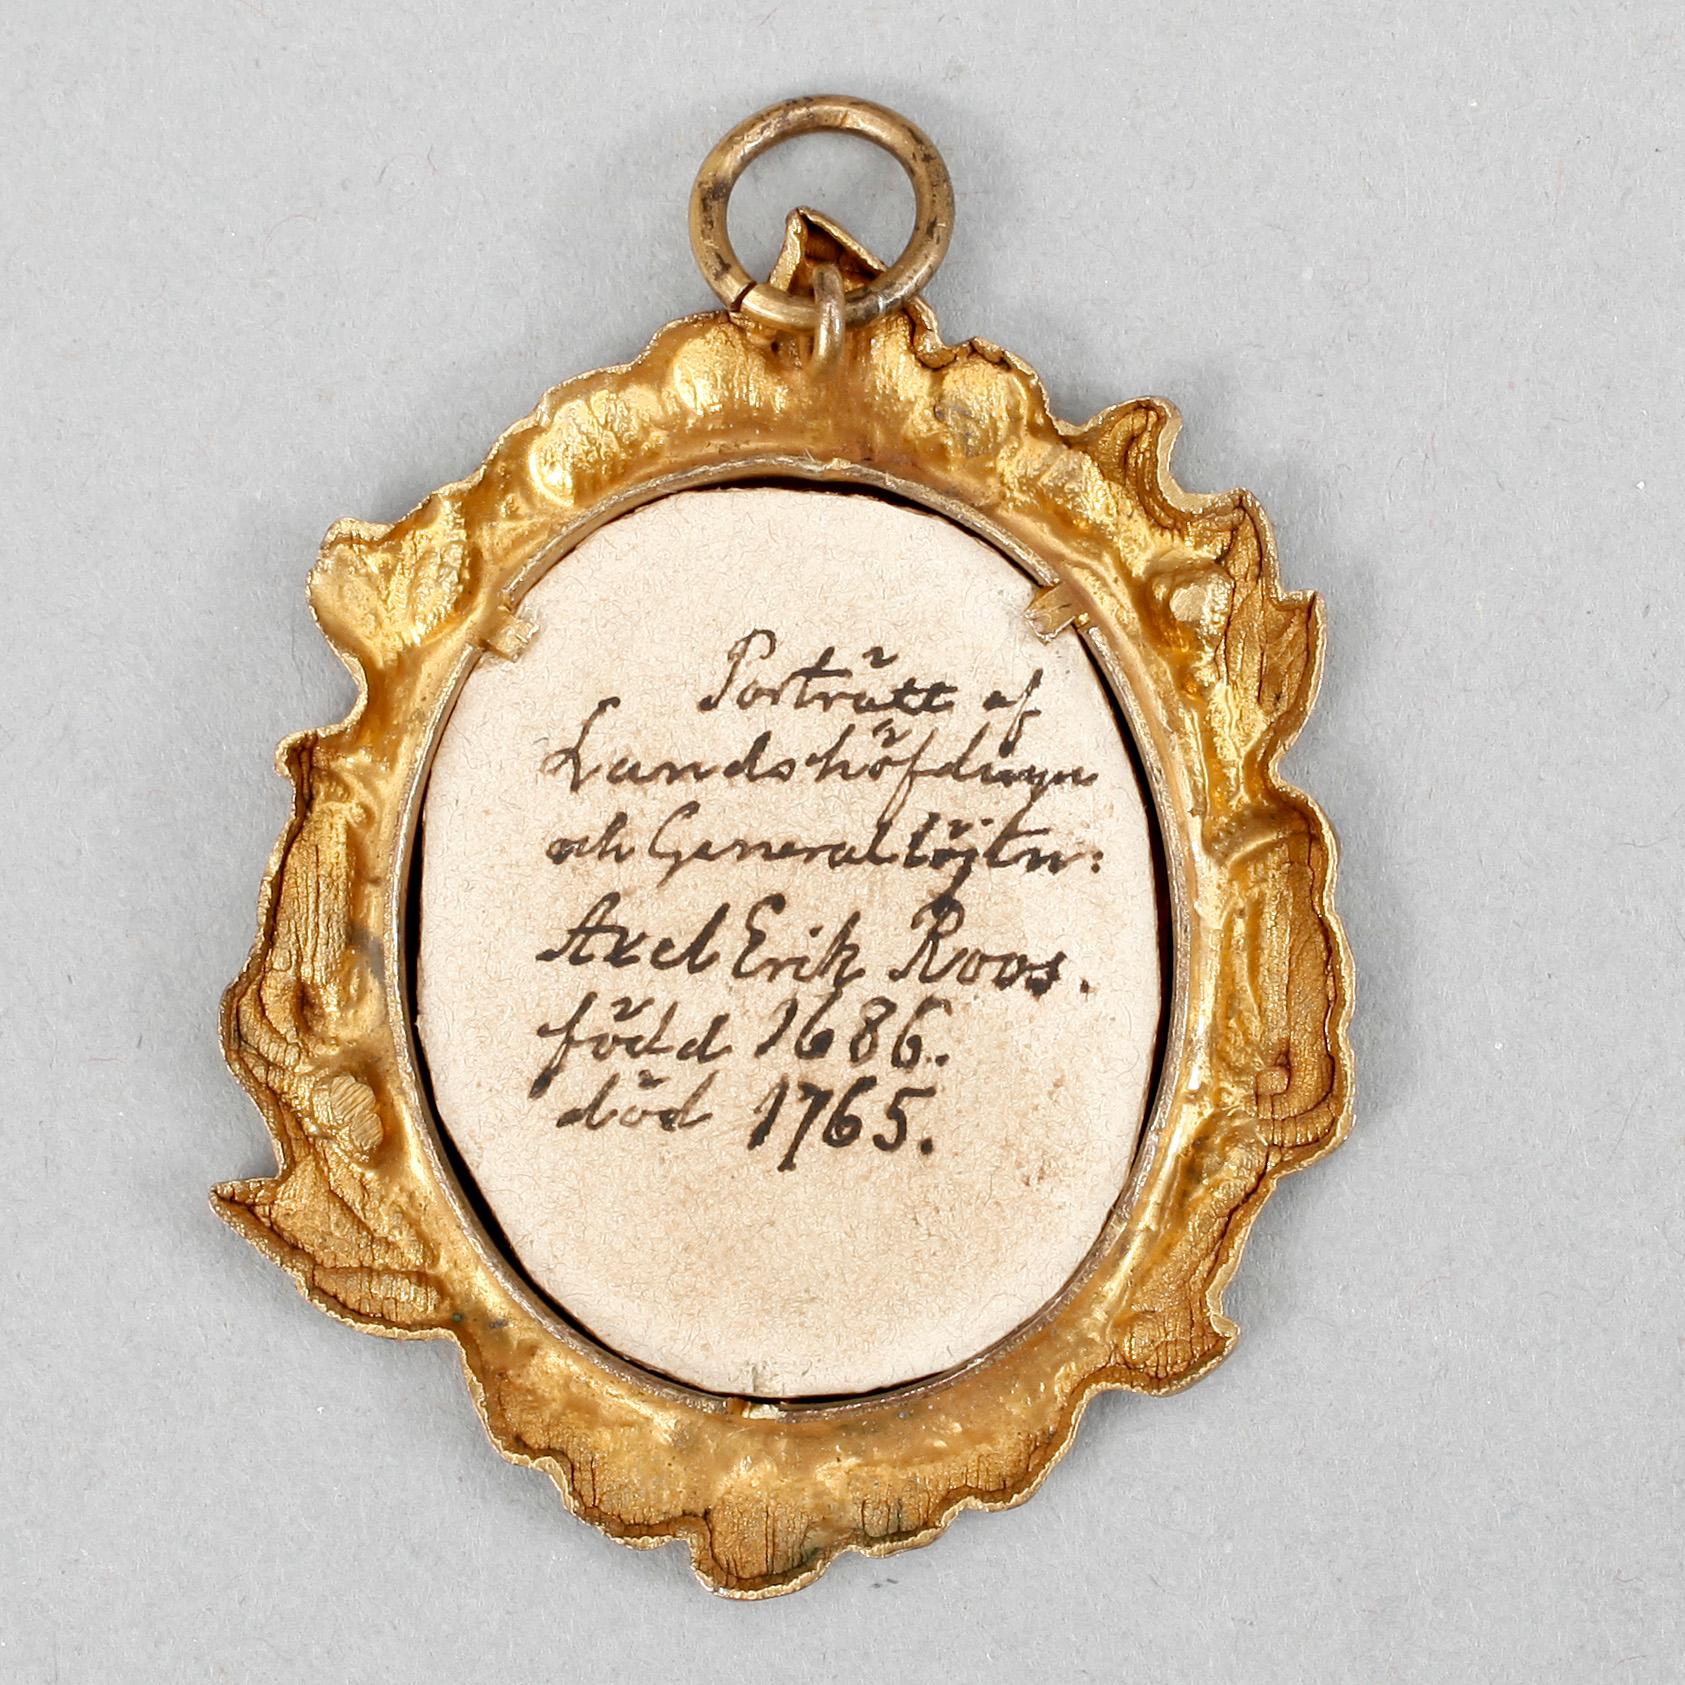 Porträtt af
Landshöfdingen
och Generallöjtn:
Axel Erik Roos.
född 1686.
död 1765.